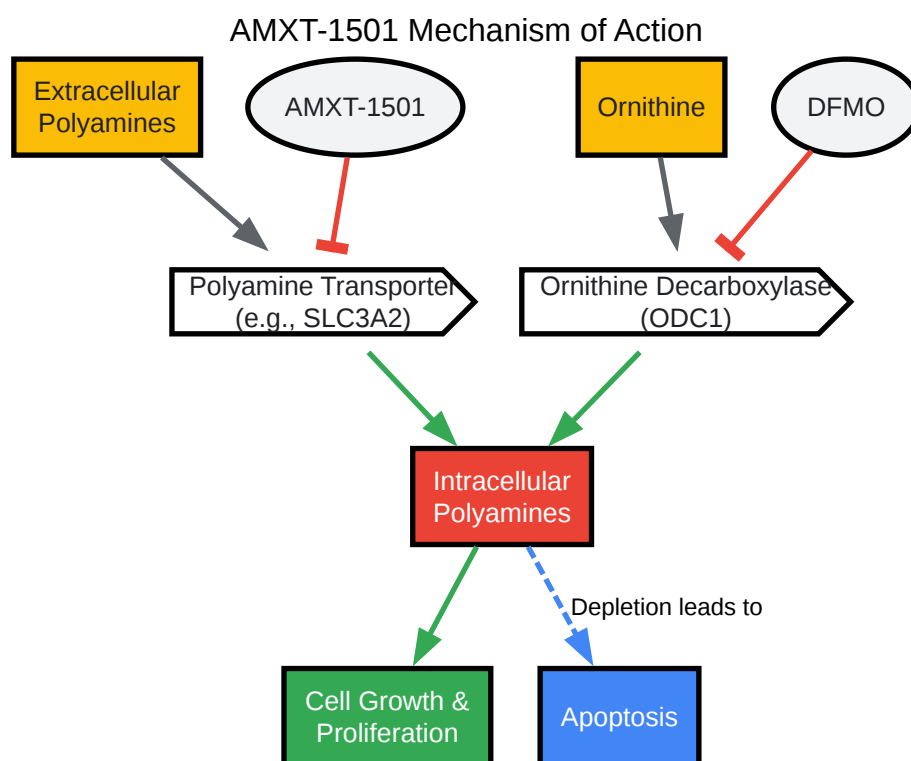 AMXT-1501 Mechanism of Action
Extracellular
Polyamines
AMXT-1501
Ornithine
DFMO
Polyamine Transporter
(e.g., SLC3A2)
Ornithine Decarboxylase
(ODC1)
Intracellular
Polyamines
Depletion leads to
Cell Growth &
Proliferation
Apoptosis